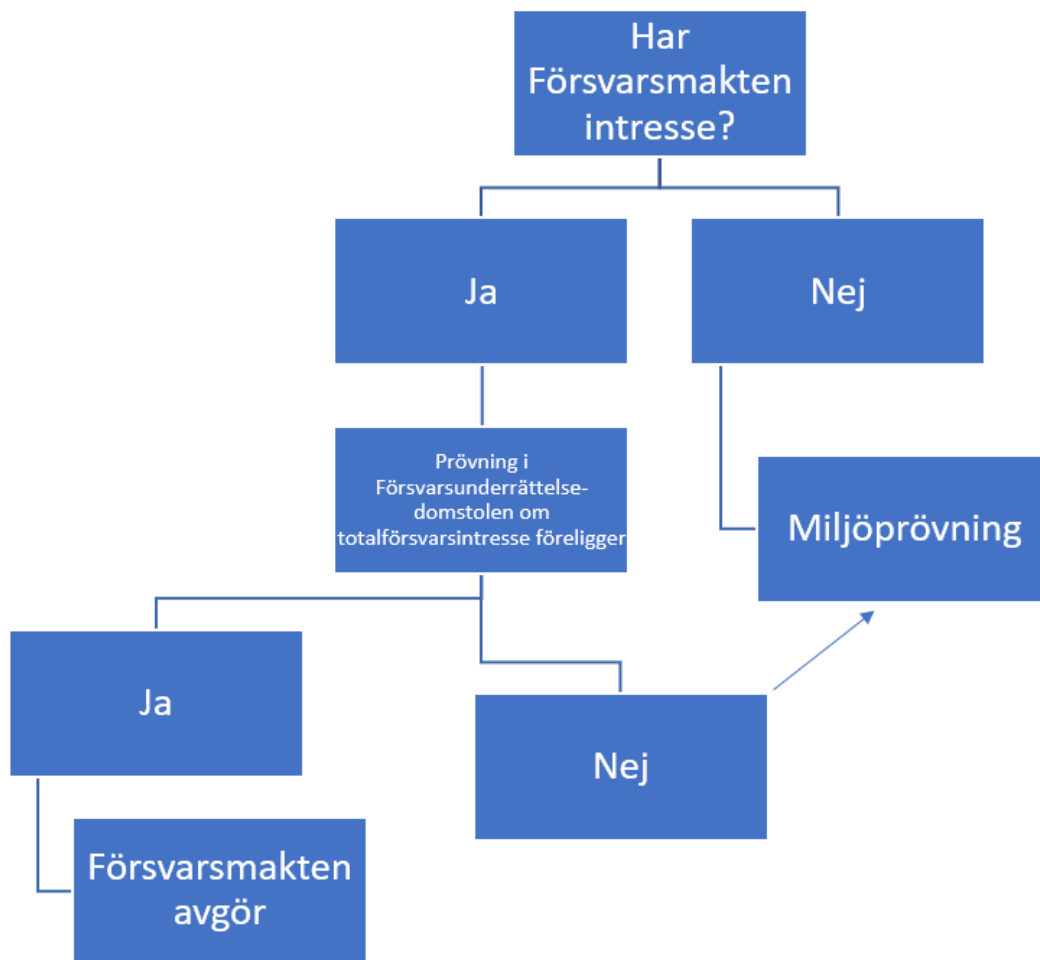 Har
Försvarsmakten
intresse?
Ja
Nej
Prövning i
Försvarsunderrättelse-
domstolen om
totalförsvarsintresse föreligger
Miljöprövning
Ja
Nej
Försvarsmakten
avgör